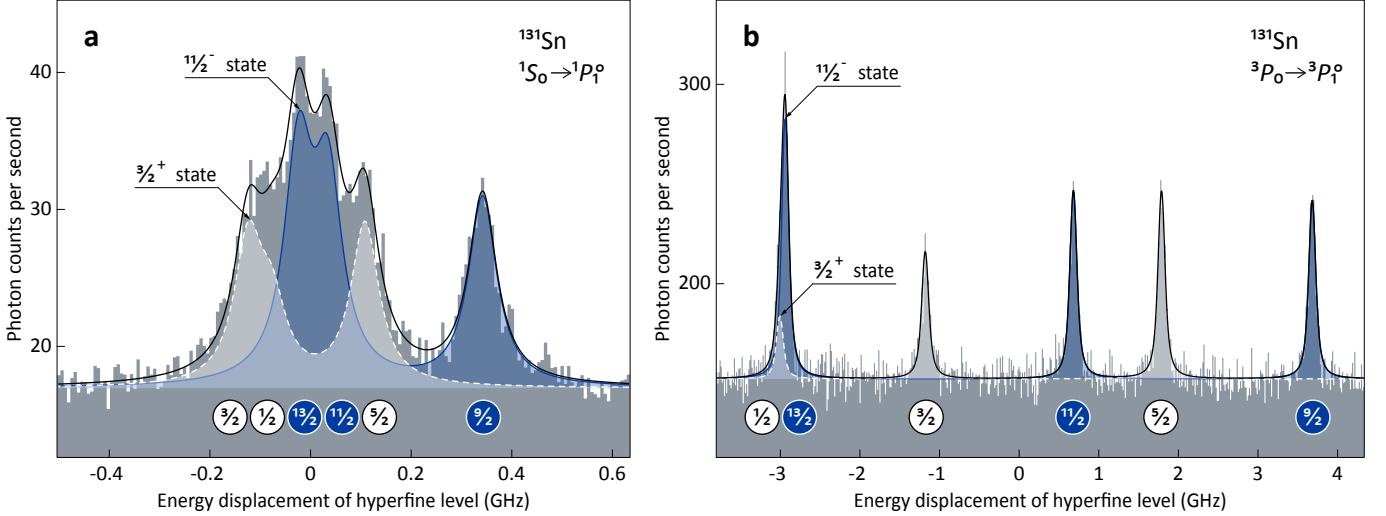 a
¹³¹Sn
¹S₀→¹P₁º
11⁄2⁻ state
3⁄2⁺ state
Photon counts per second
40
30
20
3⁄2 1⁄2 13⁄2 11⁄2 5⁄2 9⁄2
-0.4 -0.2 0 0.2 0.4 0.6
Energy displacement of hyperfine level (GHz)
b
¹³¹Sn
³P₀→³P₁º
11⁄2⁻ state
3⁄2⁺ state
Photon counts per second
300
200
1⁄2 13⁄2 3⁄2 11⁄2 5⁄2 9⁄2
-3 -2 -1 0 1 2 3 4
Energy displacement of hyperfine level (GHz)